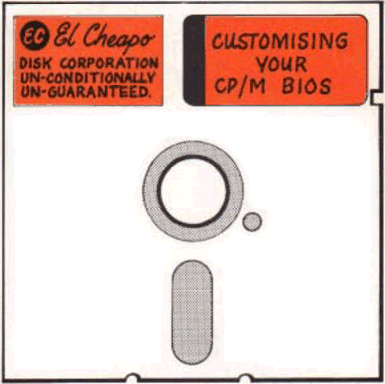 EC El Cheapo
DISK CORPORATION
UN-CONDITIONALLY
UN-GUARANTEED.
CUSTOMISING
YOUR
CP/M BIOS